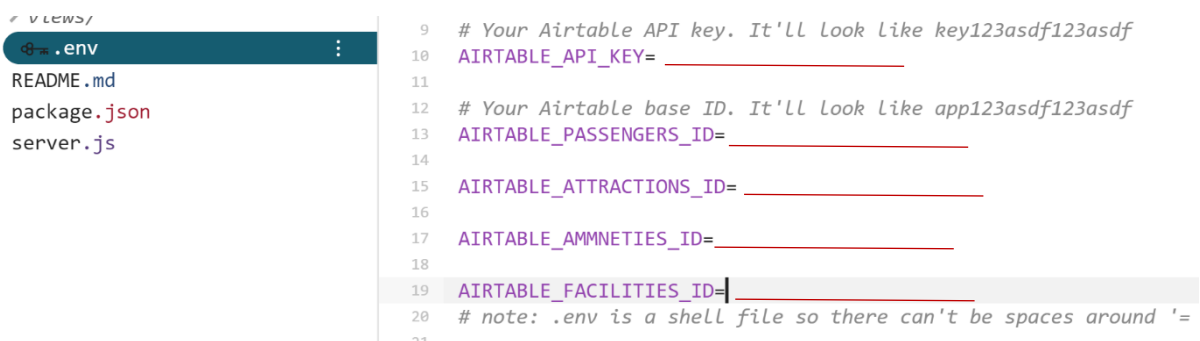 views/
.env
README.md
package.json
server.js
9 # Your Airtable API key. It'll look like key123asdf123asdf
10 AIRTABLE_API_KEY=
11
12 # Your Airtable base ID. It'll look like app123asdf123asdf
13 AIRTABLE_PASSENGERS_ID=
14
15 AIRTABLE_ATTRACTIONS_ID=
16
17 AIRTABLE_AMMNETIES_ID=
18
19 AIRTABLE_FACILITIES_ID=
20 # note: .env is a shell file so there can't be spaces around '=
21